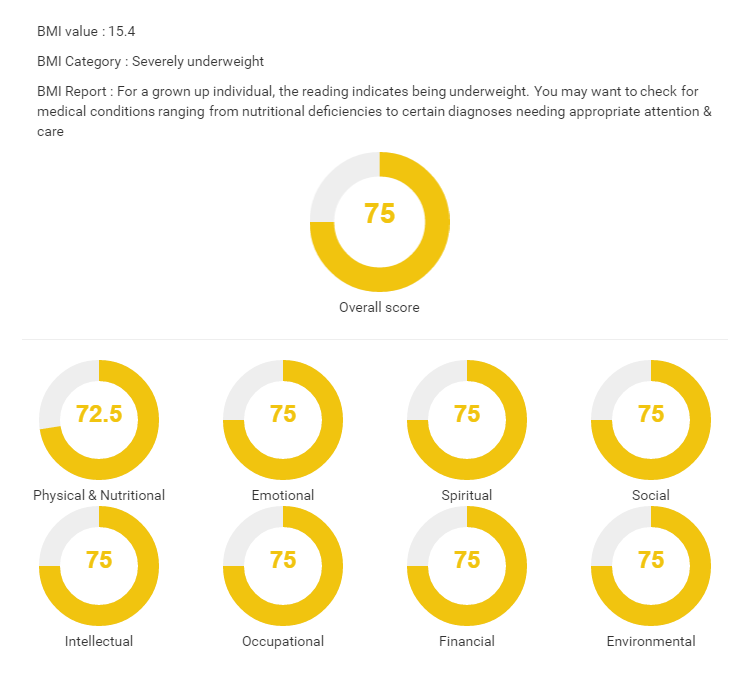 BMI value : 15.4
BMI Category : Severely underweight
BMI Report : For a grown up individual, the reading indicates being underweight. You may want to check for
medical conditions ranging from nutritional deficiencies to certain diagnoses needing appropriate attention &
care
75
Overall score
72.5 75 75 75
Physical & Nutritional Emotional Spiritual Social
75 75 75 75
Intellectual Occupational Financial Environmental